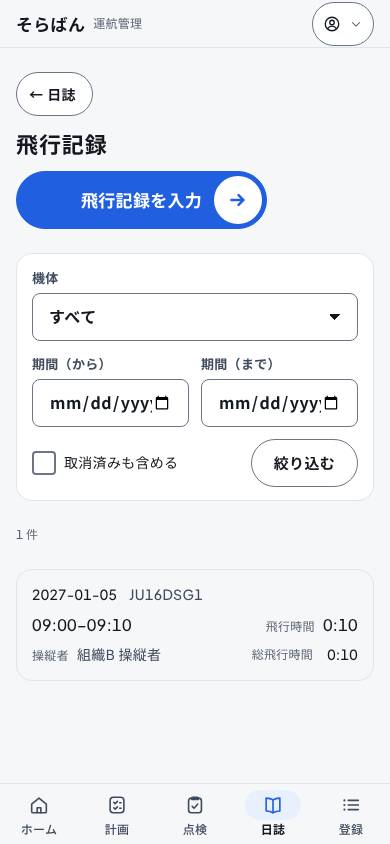 そらばん 運航管理
← 日誌
飛行記録
飛行記録を入力 →
機体
すべて
期間（から） 期間（まで）
mm/dd/yyyy mm/dd/yyyy
取消済みも含める 絞り込む
1 件
2027-01-05 JU16DSG1
09:00–09:10 飛行時間 0:10
操縦者 組織B 操縦者 総飛行時間 0:10
ホーム 計画 点検 日誌 登録